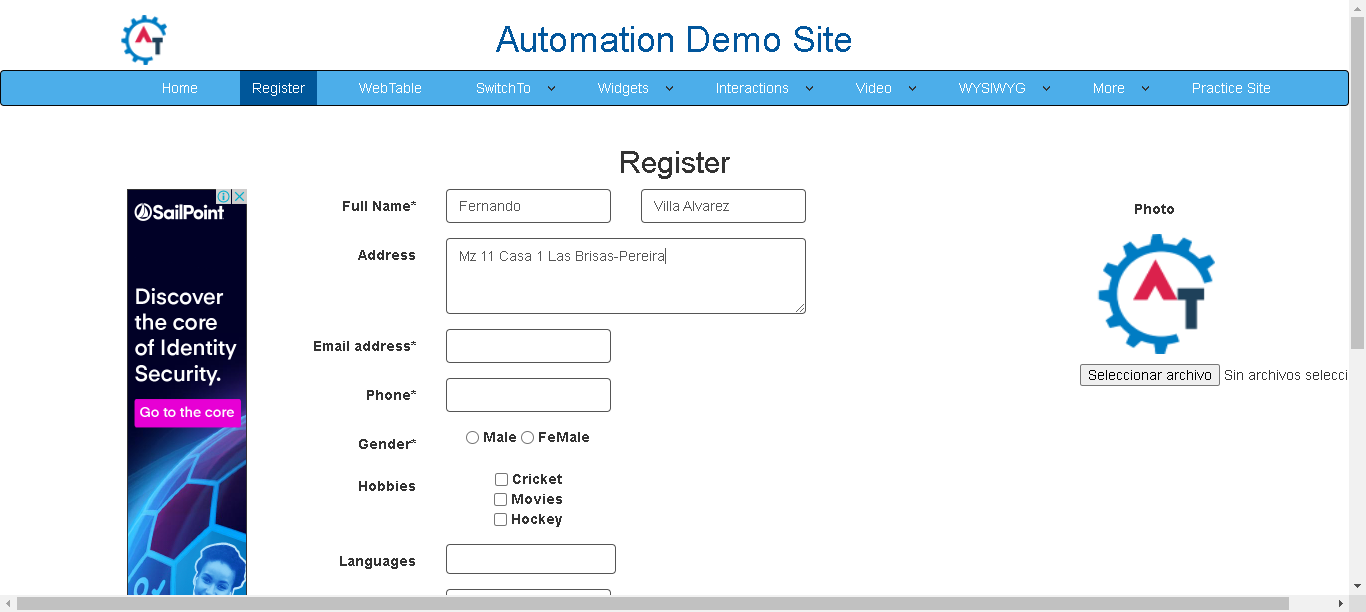 AT
Automation Demo Site
Home Register WebTable SwitchTo Widgets Interactions Video WYSIWYG More Practice Site
Register
SailPoint
Discover
the core
of Identity
Security.
Go to the core
Full Name* Fernando Villa Alvarez
Address Mz 11 Casa 1 Las Brisas-Pereira
Email address*
Phone*
Gender* Male FeMale
Hobbies Cricket
Movies
Hockey
Languages
Photo
AT
Seleccionar archivo Sin archivos selecci